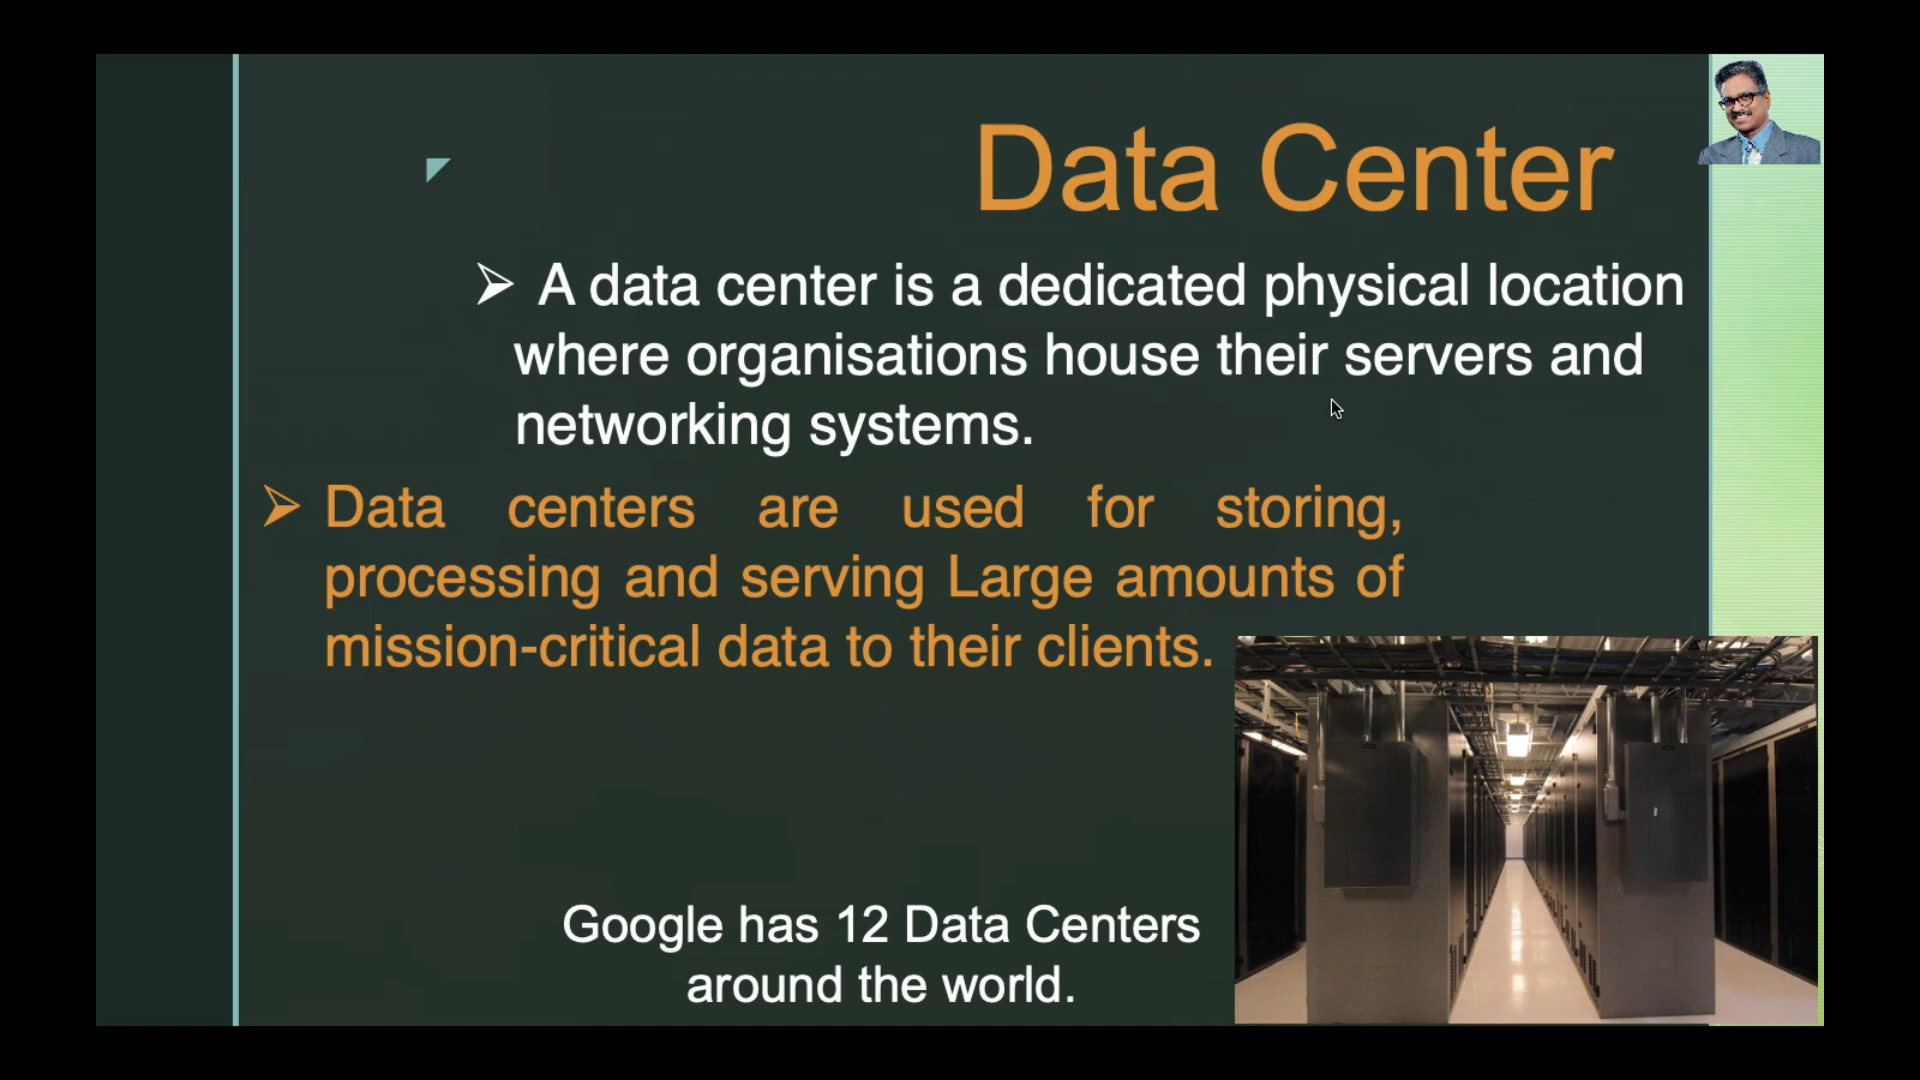 Data Center
➢ A data center is a dedicated physical location
where organisations house their servers and
networking systems.
➢ Data centers are used for storing,
processing and serving Large amounts of
mission-critical data to their clients.
Google has 12 Data Centers
around the world.